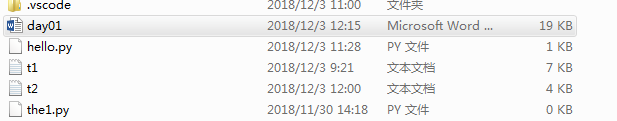 .vscode 2018/12/3 11:00 文件夹
day01 2018/12/3 12:15 Microsoft Word ... 19 KB
hello.py 2018/12/3 11:28 PY 文件 1 KB
t1 2018/12/3 9:21 文本文档 7 KB
t2 2018/12/3 12:00 文本文档 4 KB
the1.py 2018/11/30 14:18 PY 文件 0 KB